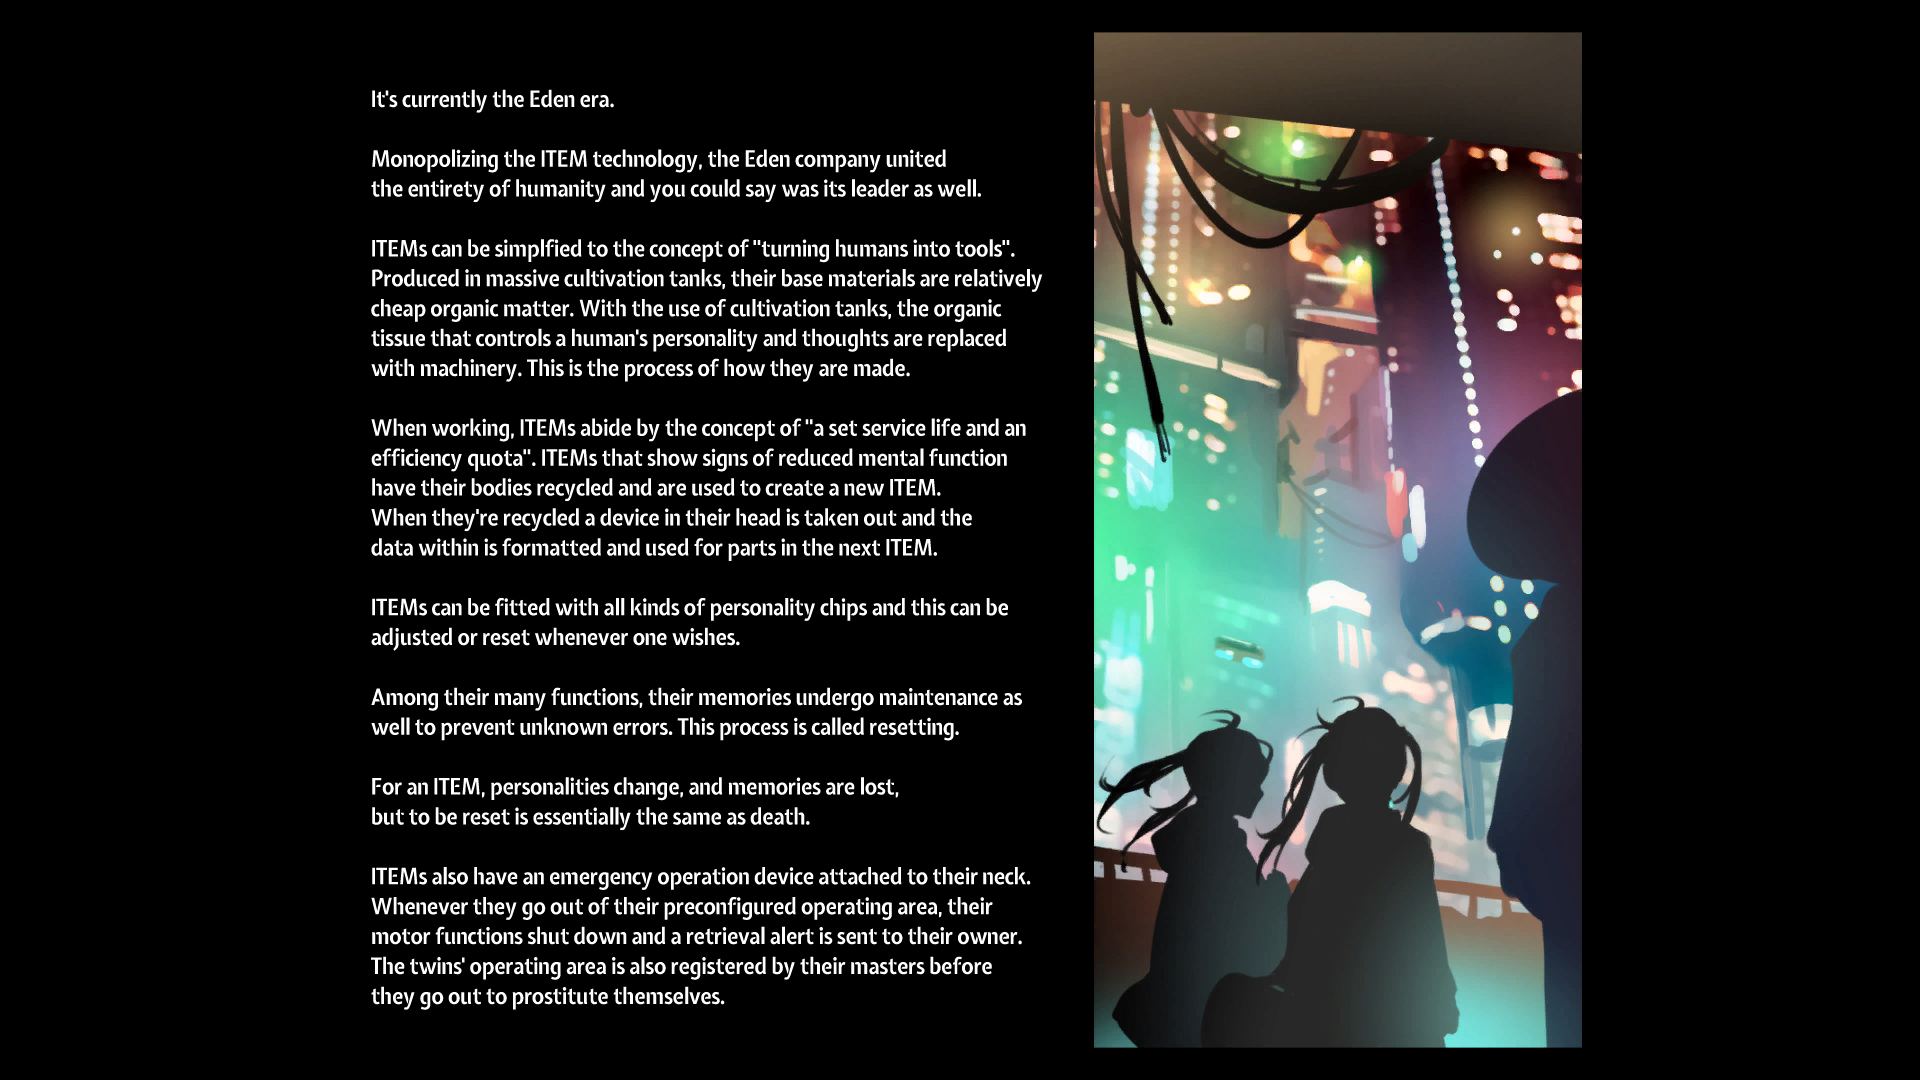 It's currently the Eden era.
Monopolizing the ITEM technology, the Eden company united
the entirety of humanity and you could say was its leader as well.
ITEMs can be simplfied to the concept of "turning humans into tools".
Produced in massive cultivation tanks, their base materials are relatively
cheap organic matter. With the use of cultivation tanks, the organic
tissue that controls a human's personality and thoughts are replaced
with machinery. This is the process of how they are made.
When working, ITEMs abide by the concept of "a set service life and an
efficiency quota". ITEMs that show signs of reduced mental function
have their bodies recycled and are used to create a new ITEM.
When they're recycled a device in their head is taken out and the
data within is formatted and used for parts in the next ITEM.
ITEMs can be fitted with all kinds of personality chips and this can be
adjusted or reset whenever one wishes.
Among their many functions, their memories undergo maintenance as
well to prevent unknown errors. This process is called resetting.
For an ITEM, personalities change, and memories are lost,
but to be reset is essentially the same as death.
ITEMs also have an emergency operation device attached to their neck.
Whenever they go out of their preconfigured operating area, their
motor functions shut down and a retrieval alert is sent to their owner.
The twins' operating area is also registered by their masters before
they go out to prostitute themselves.